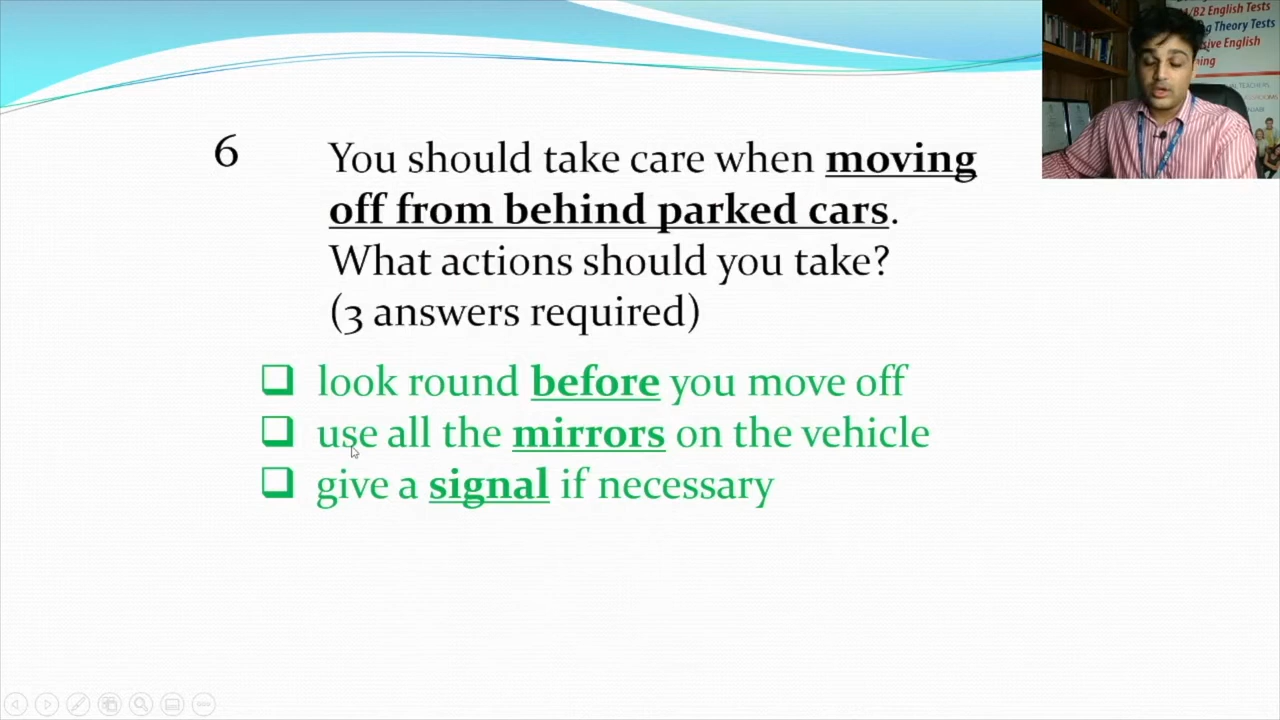 6
You should take care when moving
off from behind parked cars.
What actions should you take?
(3 answers required)
look round before you move off
use all the mirrors on the vehicle
give a signal if necessary
/B2 English Tests
Theory Tests
English